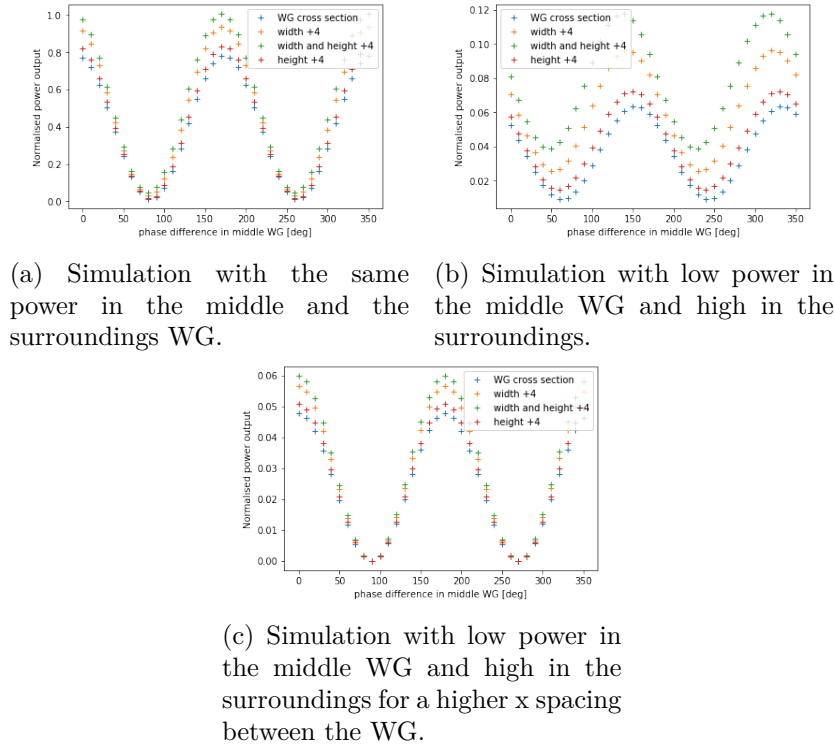 1.0
0.8
0.6
0.4
0.2
0.0
Normalised power output
WG cross section
width +4
width and height +4
height +4
0 50 100 150 200 250 300 350
phase difference in middle WG [deg]
0.12
0.10
0.08
0.06
0.04
0.02
Normalised power output
WG cross section
width +4
width and height +4
height +4
0 50 100 150 200 250 300 350
phase difference in middle WG [deg]
(a) Simulation with the same
power in the middle and the
surroundings WG.
(b) Simulation with low power in
the middle WG and high in the
surroundings.
0.06
0.05
0.04
0.03
0.02
0.01
0.00
Normalised power output
WG cross section
width +4
width and height +4
height +4
0 50 100 150 200 250 300 350
phase difference in middle WG [deg]
(c) Simulation with low power in
the middle WG and high in the
surroundings for a higher x spacing
between the WG.